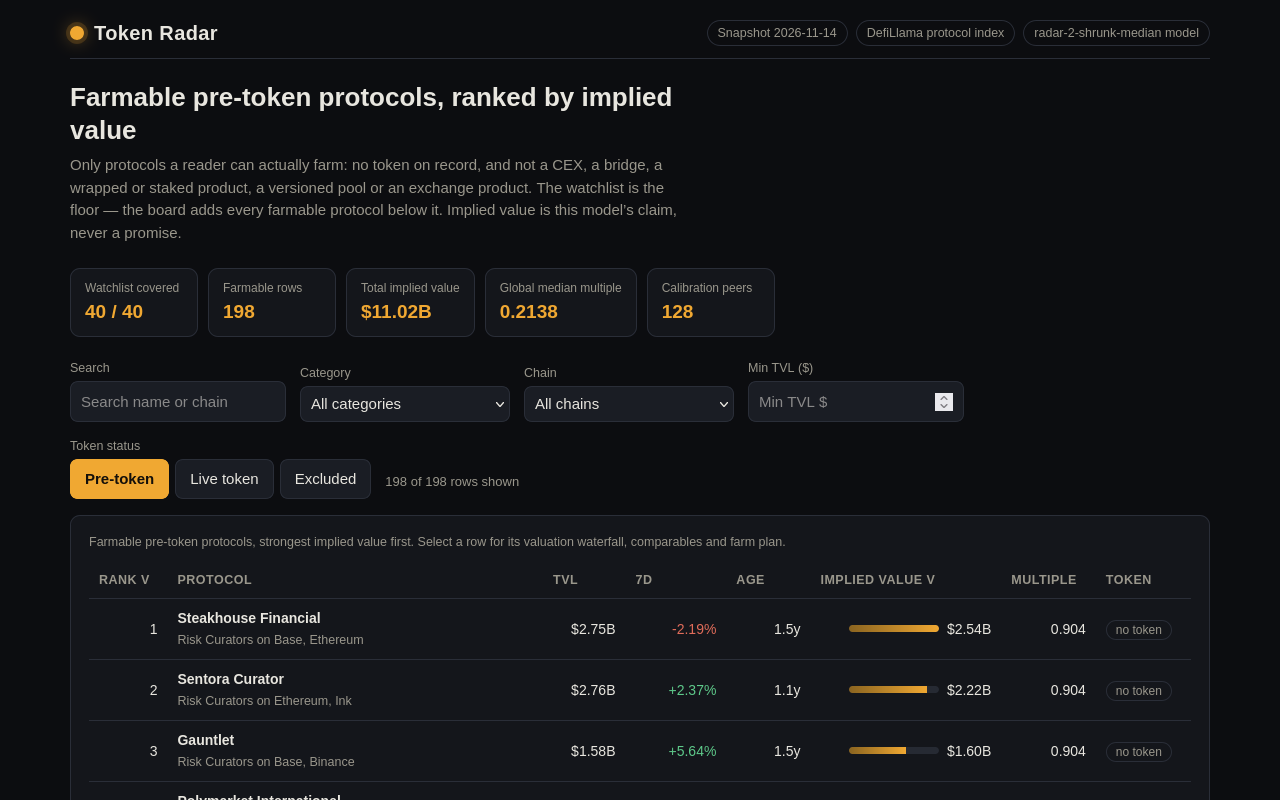 Token Radar
Snapshot 2026-11-14
DefiLlama protocol index
radar-2-shrunk-median model
Farmable pre-token protocols, ranked by implied
value
Only protocols a reader can actually farm: no token on record, and not a CEX, a bridge, a
wrapped or staked product, a versioned pool or an exchange product. The watchlist is the
floor — the board adds every farmable protocol below it. Implied value is this model's claim,
never a promise.
Watchlist covered
40 / 40
Farmable rows
198
Total implied value
$11.02B
Global median multiple
0.2138
Calibration peers
128
Search
Search name or chain
Category
All categories
Chain
All chains
Min TVL ($)
Min TVL $
Token status
Pre-token
Live token
Excluded
198 of 198 rows shown
Farmable pre-token protocols, strongest implied value first. Select a row for its valuation waterfall, comparables and farm plan.
RANK V PROTOCOL TVL 7D AGE IMPLIED VALUE V MULTIPLE TOKEN
1 Steakhouse Financial $2.75B -2.19% 1.5y $2.54B 0.904 no token
Risk Curators on Base, Ethereum
2 Sentora Curator $2.76B +2.37% 1.1y $2.22B 0.904 no token
Risk Curators on Ethereum, Ink
3 Gauntlet $1.58B +5.64% 1.5y $1.60B 0.904 no token
Risk Curators on Base, Binance
Polymarket International